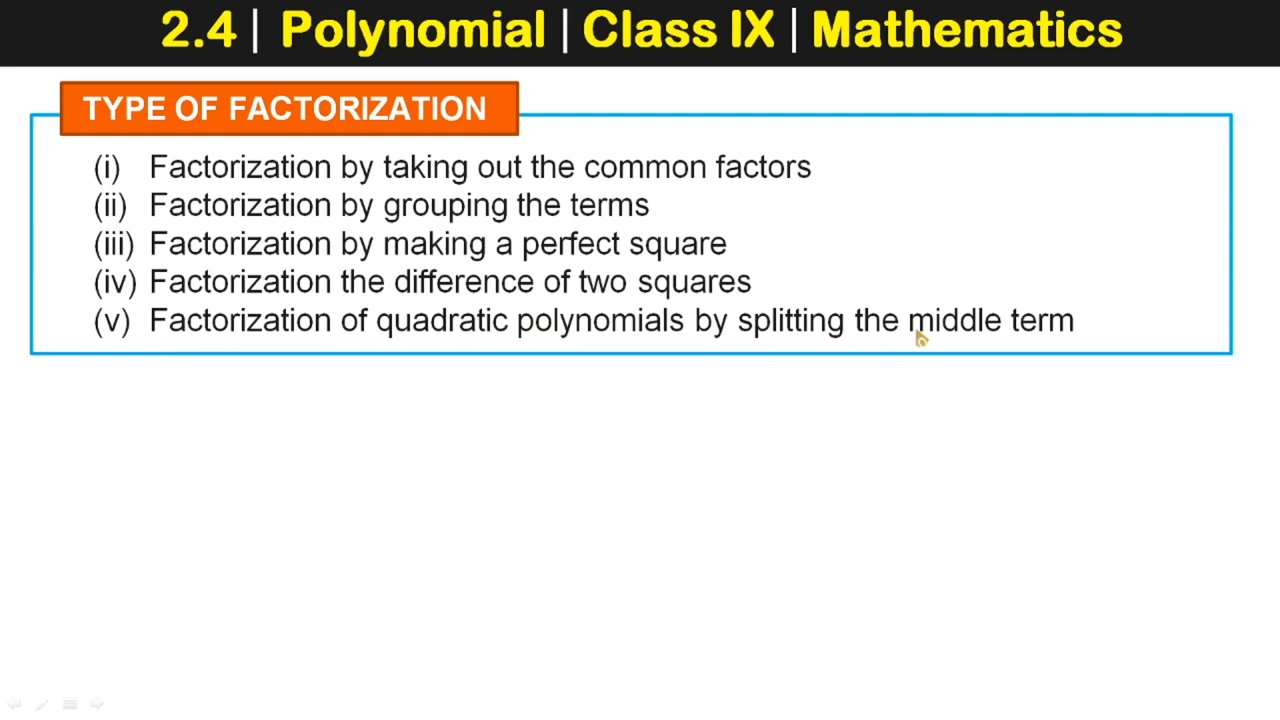 2.4 | Polynomial | Class IX | Mathematics
TYPE OF FACTORIZATION
(i) Factorization by taking out the common factors
(ii) Factorization by grouping the terms
(iii) Factorization by making a perfect square
(iv) Factorization the difference of two squares
(v) Factorization of quadratic polynomials by splitting the middle term